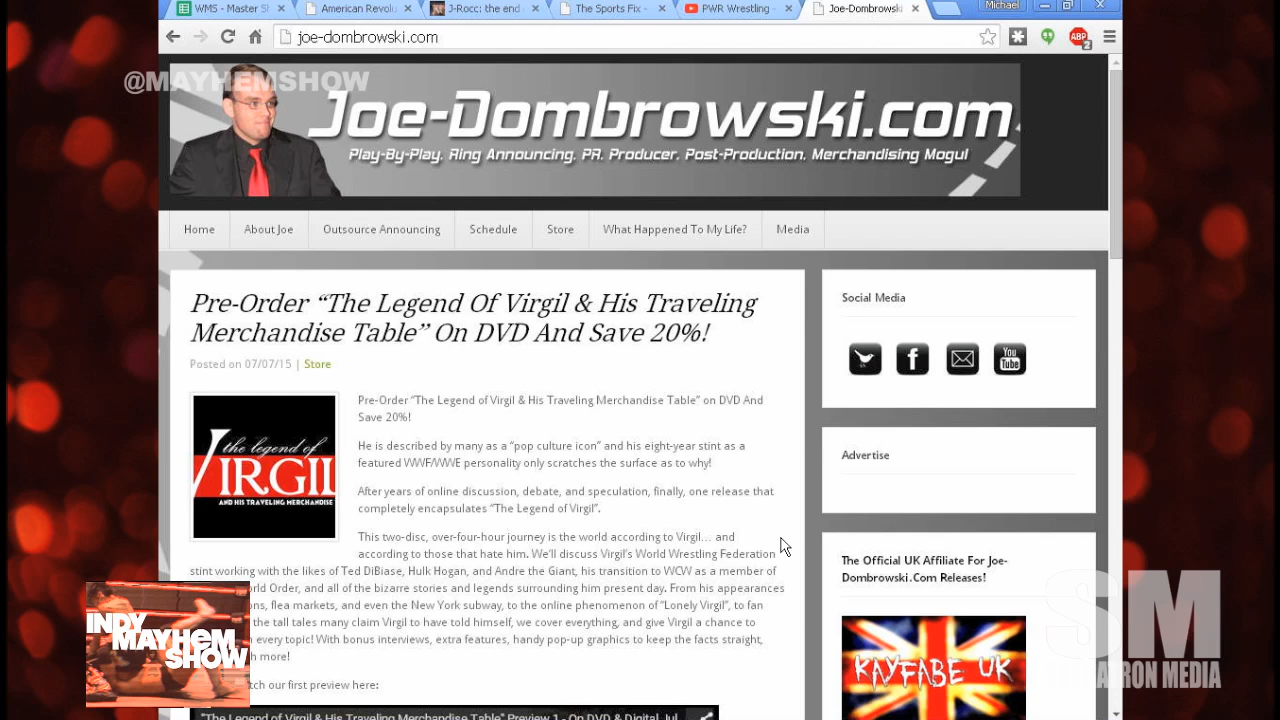 WMS - Master S
American Revolu
J-Rocc: the end
The Sports Fix -
PWR Wrestling -
Joe-Dombrowski
Michael
joe-dombrowski.com
ABP
2
@MAYHEMSHOW
Joe-Dombrowski.com
Play-By-Play, Ring Announcing, PR, Producer, Post-Production, Merchandising Mogul
Home
About Joe
Outsource Announcing
Schedule
Store
What Happened To My Life?
Media
Pre-Order “The Legend Of Virgil & His Traveling
Merchandise Table” On DVD And Save 20%!
Posted on 07/07/15 | Store
the legend of
VIRGIL
AND HIS TRAVELING MERCHANDISE
Pre-Order “The Legend of Virgil & His Traveling Merchandise Table” on DVD And
Save 20%!
He is described by many as a “pop culture icon” and his eight-year stint as a
featured WWF/WWE personality only scratches the surface as to why!
After years of online discussion, debate, and speculation, finally, one release that
completely encapsulates “The Legend of Virgil”.
This two-disc, over-four-hour journey is the world according to Virgil… and
according to those that hate him. We’ll discuss Virgil’s World Wrestling Federation
stint working with the likes of Ted DiBiase, Hulk Hogan, and Andre the Giant, his transition to WCW as a member of
orld Order, and all of the bizarre stories and legends surrounding him present day. From his appearances
ons, flea markets, and even the New York subway, to the online phenomenon of “Lonely Virgil”, to fan
the tall tales many claim Virgil to have told himself, we cover everything, and give Virgil a chance to
every topic! With bonus interviews, extra features, handy pop-up graphics to keep the facts straight,
h more!
tch our first preview here:
"The Legend of Virgil & His Traveling Merchandise Table" Preview 1 - On DVD & Digital Jul
Social Media
You
Tube
Advertise
The Official UK Affiliate For Joe-
Dombrowski.Com Releases!
KAYFABE UK
INDY
MAYHEM
SHOW
SM
ATRON MEDIA